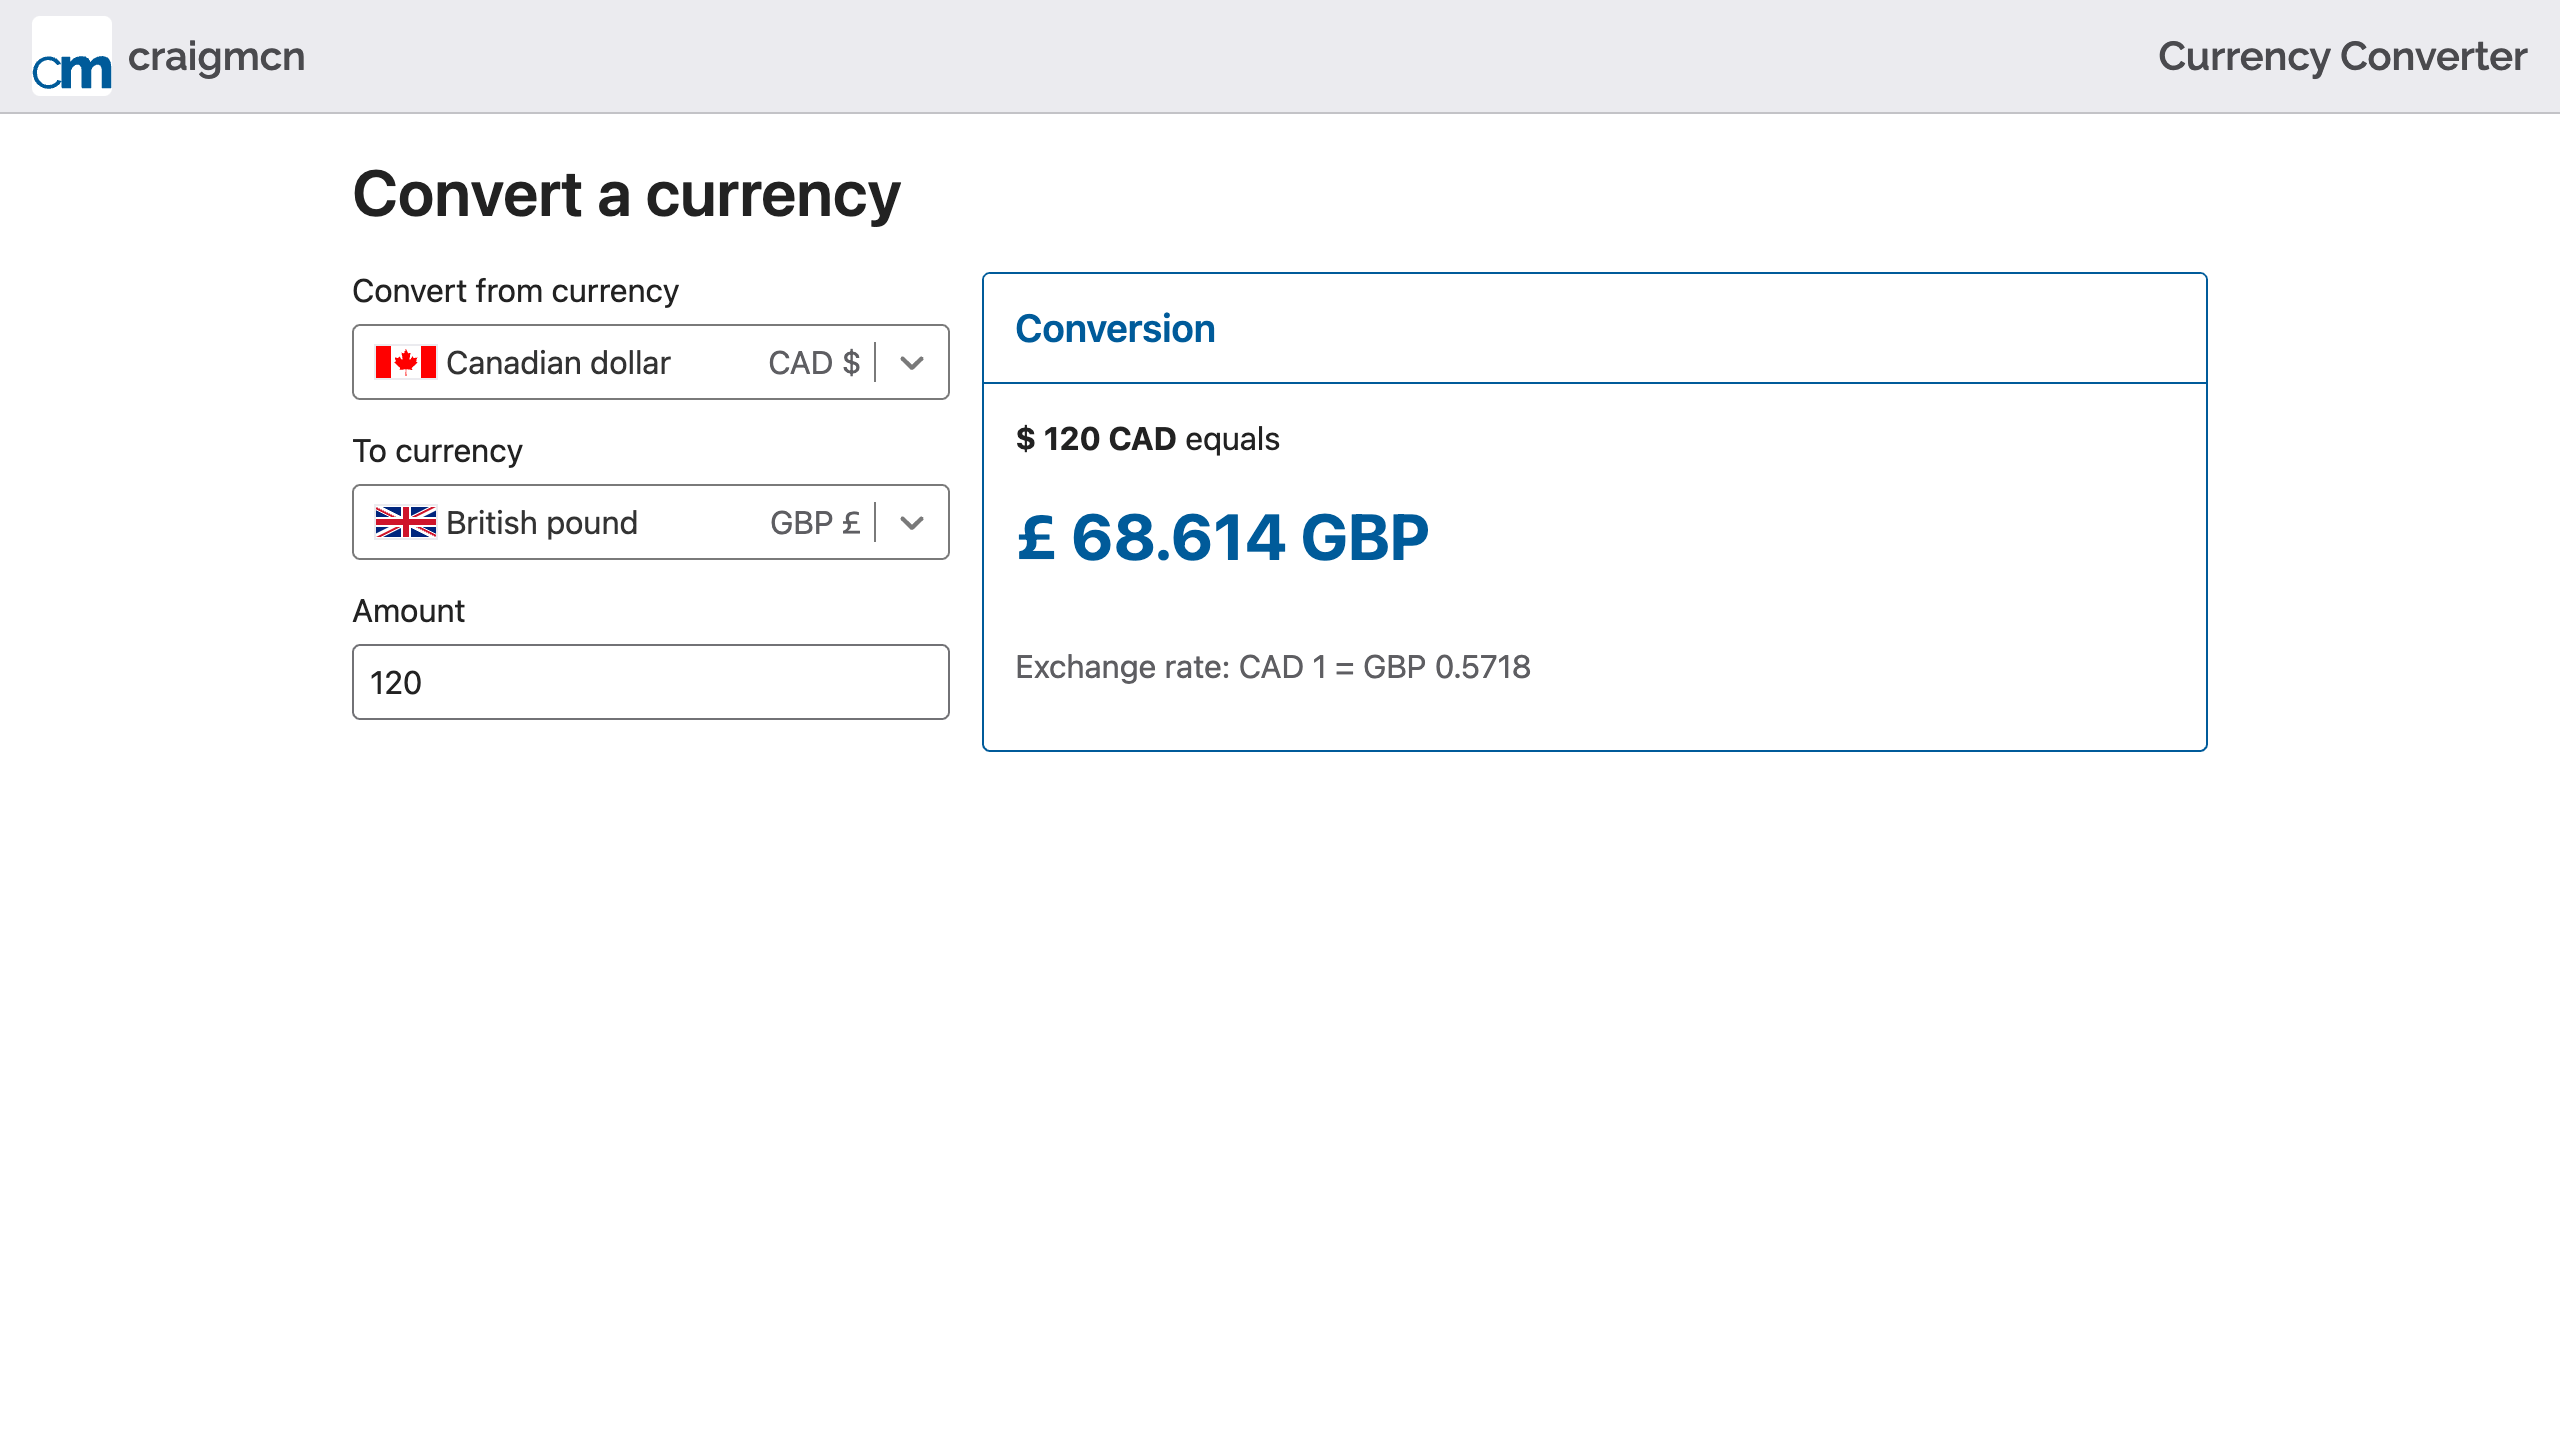 cm craigmcn
Currency Converter
Convert a currency
Convert from currency
Canadian dollar CAD $
To currency
British pound GBP £
Amount
120
Conversion
$ 120 CAD equals
£ 68.614 GBP
Exchange rate: CAD 1 = GBP 0.5718